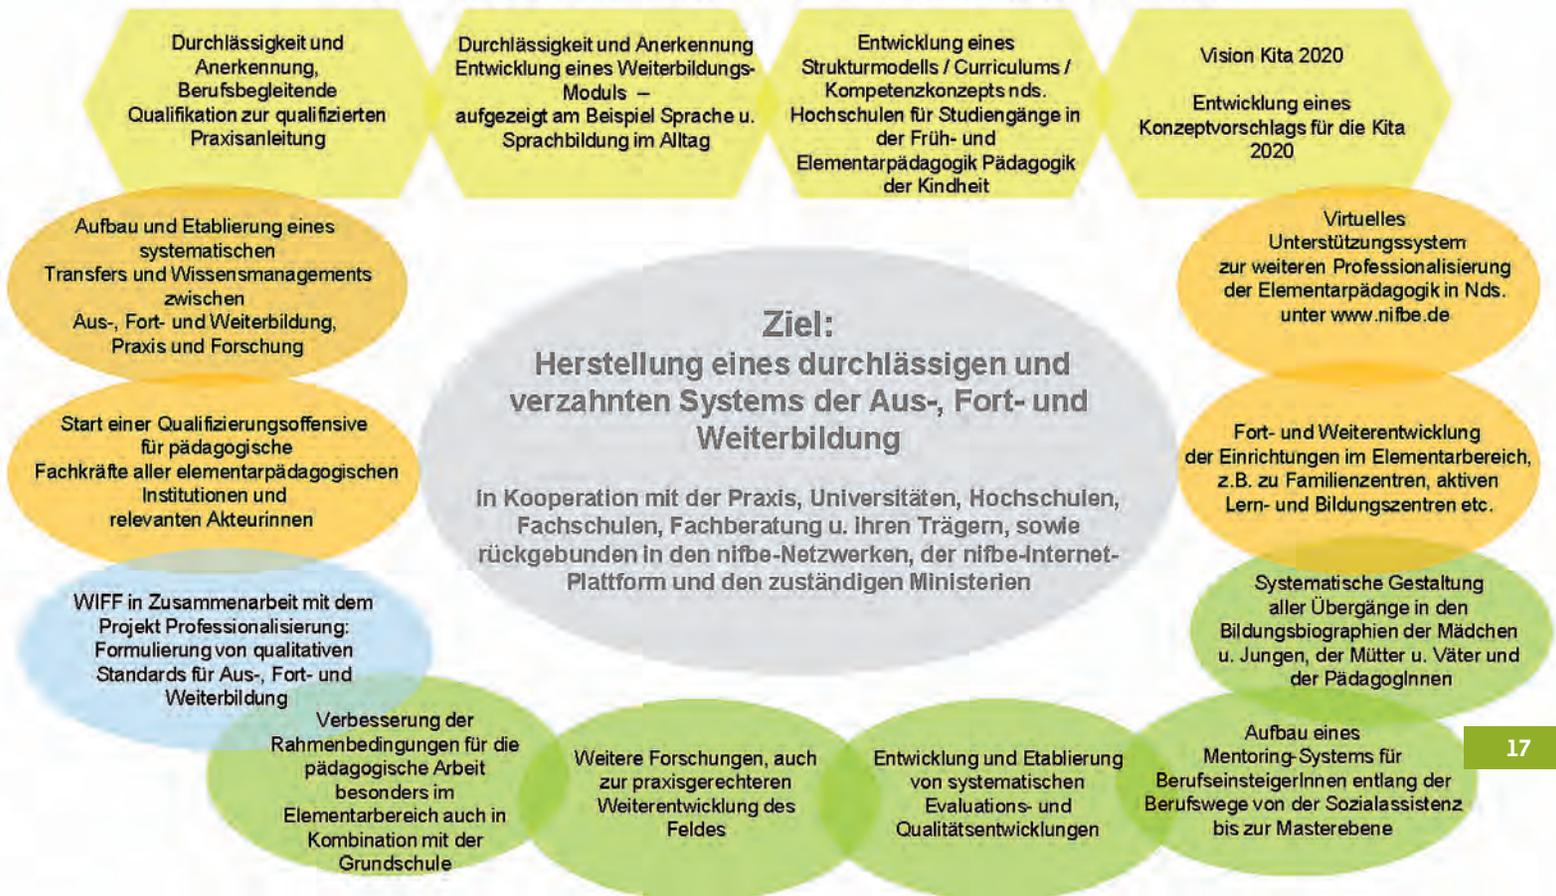 Durchlässigkeit und
Anerkennung,
Berufsbegleitende
Qualifikation zur qualifizierten
Praxisanleitung
Durchlässigkeit und Anerkennung
Entwicklung eines Weiterbildungs-
Moduls –
aufgezeigt am Beispiel Sprache u.
Sprachbildung im Alltag
Entwicklung eines
Strukturmodells / Curriculums /
Kompetenzkonzepts nds.
Hochschulen für Studiengänge in
der Früh- und
Elementarpädagogik Pädagogik
der Kindheit
Vision Kita 2020
Entwicklung eines
Konzeptvorschlags für die Kita
2020
Aufbau und Etablierung eines
systematischen
Transfers und Wissensmanagements
zwischen
Aus-, Fort- und Weiterbildung,
Praxis und Forschung
Virtuelles
Unterstützungssystem
zur weiteren Professionalisierung
der Elementarpädagogik in Nds.
unter www.nifbe.de
Ziel:
Herstellung eines durchlässigen und
verzahnten Systems der Aus-, Fort- und
Weiterbildung
in Kooperation mit der Praxis, Universitäten, Hochschulen,
Fachschulen, Fachberatung u. ihren Trägern, sowie
rückgebunden in den nifbe-Netzwerken, der nifbe-Internet-
Plattform und den zuständigen Ministerien
Start einer Qualifizierungsoffensive
für pädagogische
Fachkräfte aller elementarpädagogischen
Institutionen und
relevanten Akteurinnen
Fort- und Weiterentwicklung
der Einrichtungen im Elementarbereich,
z.B. zu Familienzentren, aktiven
Lern- und Bildungszentren etc.
WIFF in Zusammenarbeit mit dem
Projekt Professionalisierung:
Formulierung von qualitativen
Standards für Aus-, Fort- und
Weiterbildung
Systematische Gestaltung
aller Übergänge in den
Bildungsbiographien der Mädchen
u. Jungen, der Mütter u. Väter und
der PädagogInnen
Verbesserung der
Rahmenbedingungen für die
pädagogische Arbeit
besonders im
Elementarbereich auch in
Kombination mit der
Grundschule
Weitere Forschungen, auch
zur praxisgerechteren
Weiterentwicklung des
Feldes
Entwicklung und Etablierung
von systematischen
Evaluations- und
Qualitätsentwicklungen
Aufbau eines
Mentoring-Systems für
BerufseinsteigerInnen entlang der
Berufswege von der Sozialassistenz
bis zur Masterebene
17